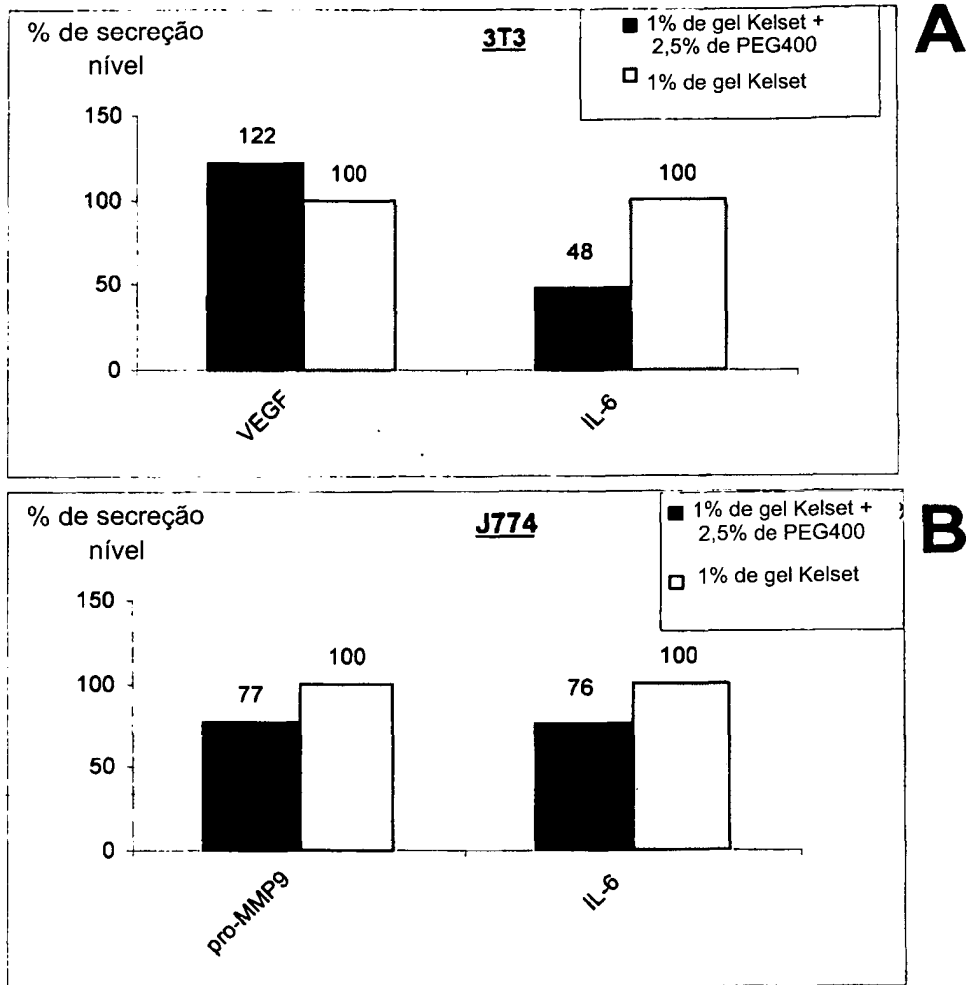 % de secreção
nível
3T3
1% de gel Kelset +
2,5% de PEG400
1% de gel Kelset
A
150
100
50
0
122
100
48
100
VEGF
IL-6
% de secreção
nível
J774
1% de gel Kelset +
2,5% de PEG400
1% de gel Kelset
B
150
100
50
0
77
100
76
100
pro-MMP9
IL-6